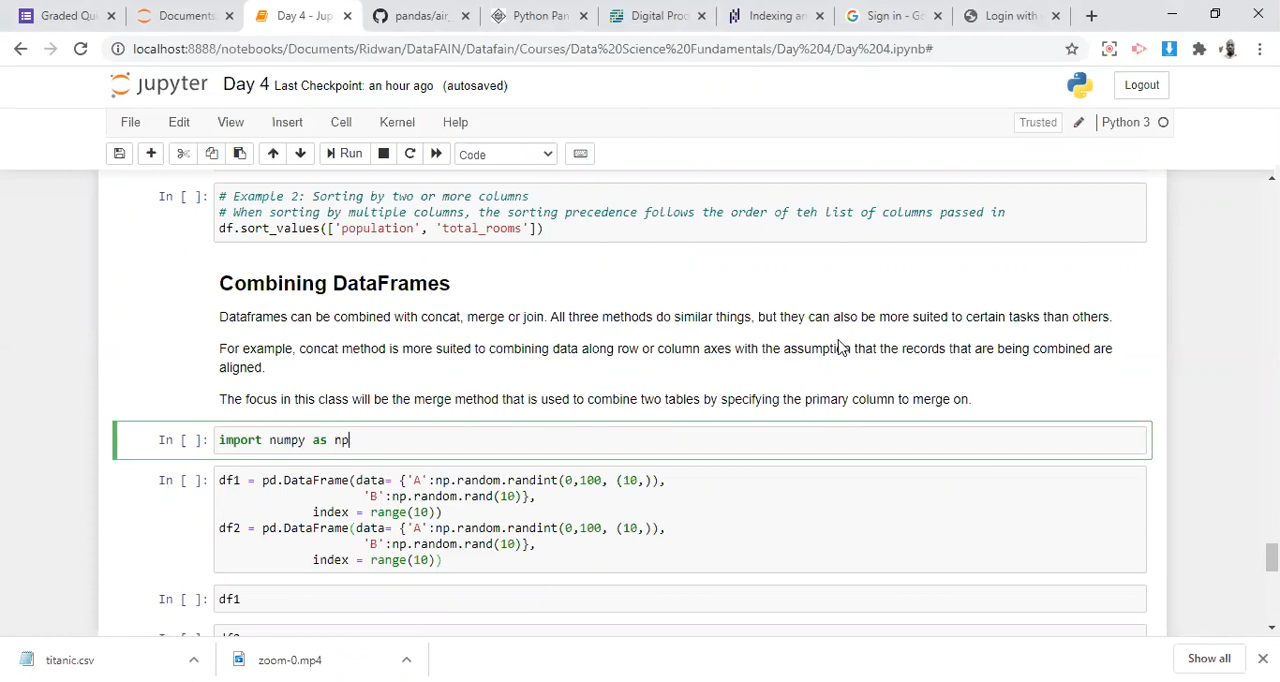 Graded Qu
Documents
Day 4 - Jup
pandas/air
Python Pan
Digital Proc
Indexing an
Sign in - Go
Login with
localhost:8888/notebooks/Documents/Ridwan/DataFAIN/Datafain/Courses/Data%20Science%20Fundamentals/Day%204/Day%204.ipynb#
jupyter Day 4 Last Checkpoint: an hour ago (autosaved)
Logout
File Edit View Insert Cell Kernel Help
Trusted
Python 3
Run
Code
In [ ]:
# Example 2: Sorting by two or more columns
# When sorting by multiple columns, the sorting precedence follows the order of teh list of columns passed in
df.sort_values(['population', 'total_rooms'])
Combining DataFrames
Dataframes can be combined with concat, merge or join. All three methods do similar things, but they can also be more suited to certain tasks than others.
For example, concat method is more suited to combining data along row or column axes with the assumption that the records that are being combined are
aligned.
The focus in this class will be the merge method that is used to combine two tables by specifying the primary column to merge on.
In [ ]:
import numpy as np
In [ ]:
df1 = pd.DataFrame(data= {'A':np.random.randint(0,100, (10,)),
'B':np.random.rand(10)},
index = range(10))
df2 = pd.DataFrame(data= {'A':np.random.randint(0,100, (10,)),
'B':np.random.rand(10)},
index = range(10))
In [ ]:
df1
titanic.csv
zoom-0.mp4
Show all